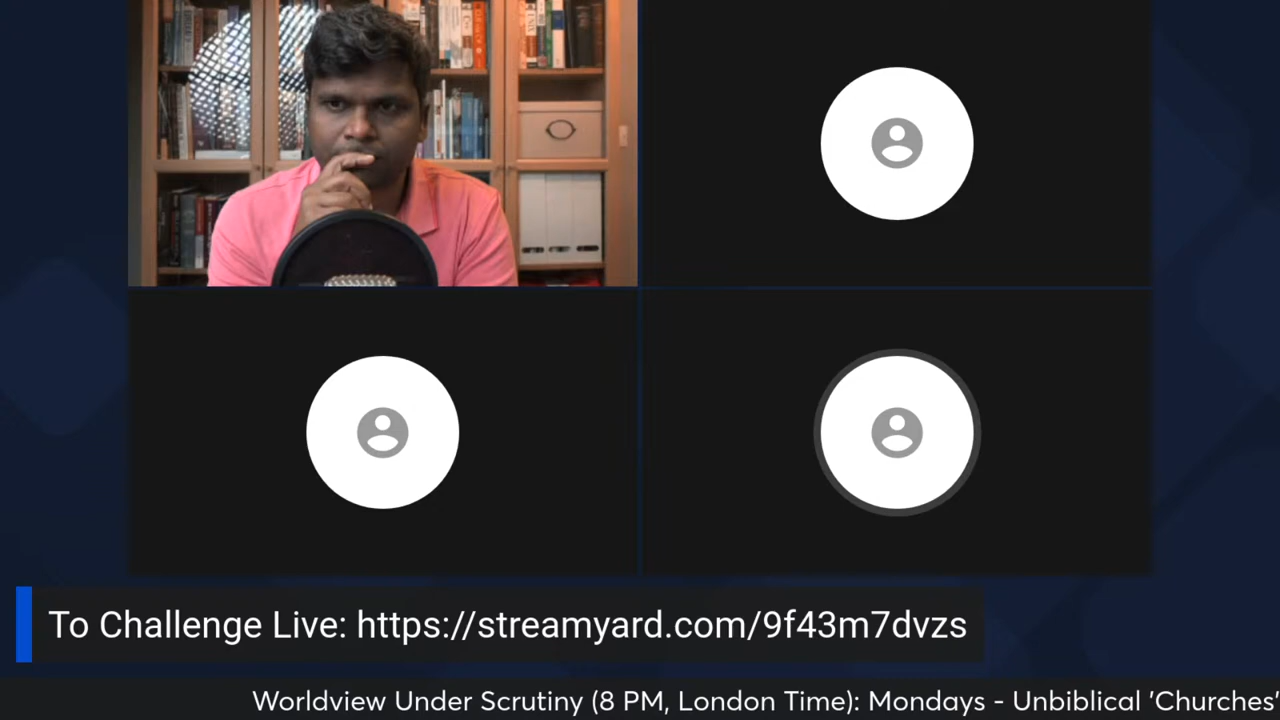 To Challenge Live: https://streamyard.com/9f43m7dvzs
Worldview Under Scrutiny (8 PM, London Time): Mondays - Unbiblical 'Churches'